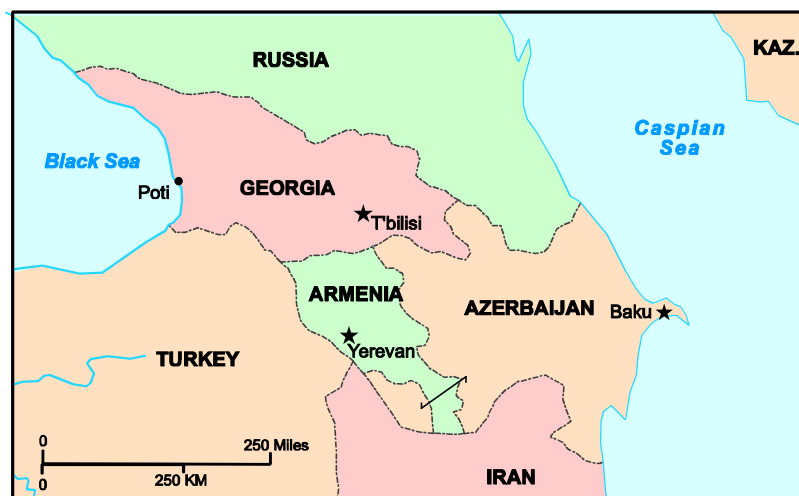 RUSSIA
KAZ.
Caspian
Sea
Black Sea
Poti
GEORGIA
T'bilisi
ARMENIA
AZERBAIJAN
Baku
Yerevan
TURKEY
0
250 Miles
0
250 KM
IRAN